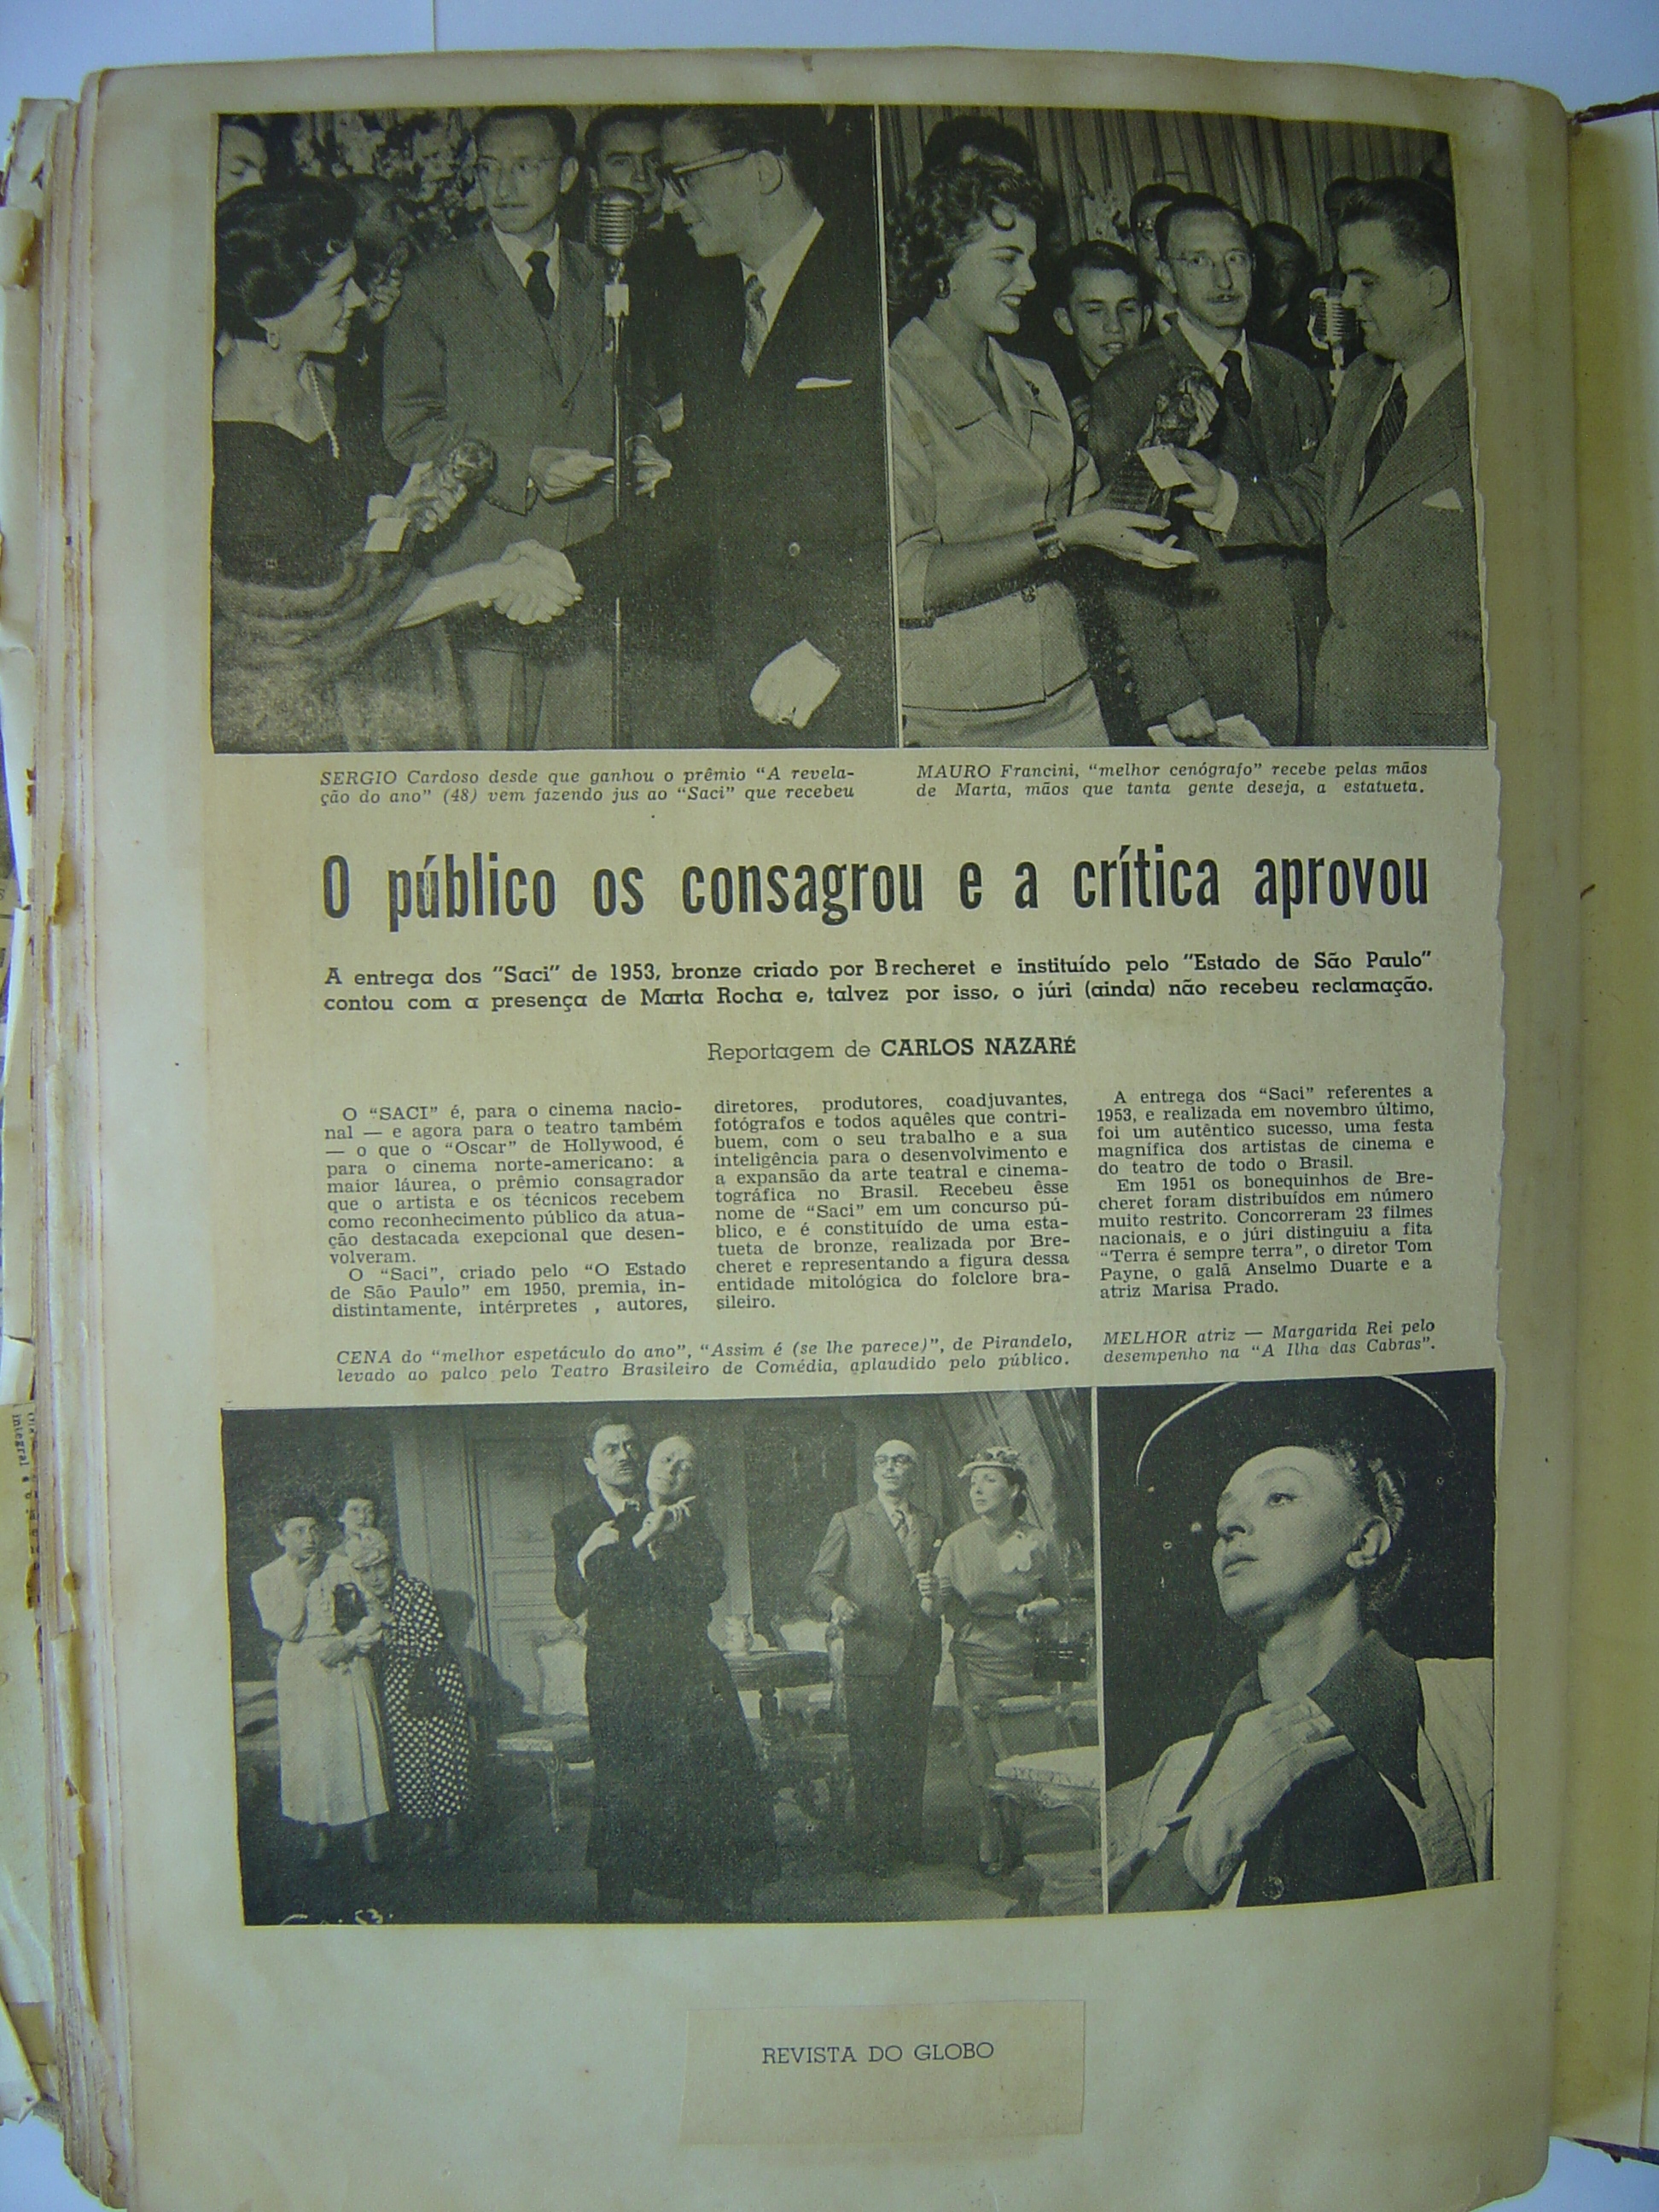 SERGIO Cardoso desde que ganhou o prêmio "A revela-
ção do ano" (48) vem fazendo jus ao "Saci" que recebeu
MAURO Francini, "melhor cenógrafo" recebe pelas mãos
de Marta, mãos que tanta gente deseja, a estatueta.
O público os consagrou e a crítica aprovou
A entrega dos "Saci" de 1953, bronze criado por Brecheret e instituído pelo "Estado de São Paulo"
contou com a presença de Marta Rocha e, talvez por isso, o júri (ainda) não recebeu reclamação.
Reportagem de CARLOS NAZARÉ
O "SACI" é, para o cinema nacio-
nal — e agora para o teatro também
— o que o "Oscar" de Hollywood, é
para o cinema norte-americano: a
maior láurea, o prêmio consagrador
que o artista e os técnicos recebem
como reconhecimento público da atua-
ção destacada exepcional que desen-
volveram.
O "Saci", criado pelo "O Estado
de São Paulo" em 1950, premia, in-
distintamente, intérpretes , autores,
diretores, produtores, coadjuvantes,
fotógrafos e todos aquêles que contri-
buem, com o seu trabalho e a sua
inteligência para o desenvolvimento e
a expansão da arte teatral e cinema-
tográfica no Brasil. Recebeu êsse
nome de "Saci" em um concurso pú-
blico, e é constituído de uma esta-
tueta de bronze, realizada por Bre-
cheret e representando a figura dessa
entidade mitológica do folclore bra-
sileiro.
A entrega dos "Saci" referentes a
1953, e realizada em novembro último,
foi um autêntico sucesso, uma festa
magnífica dos artistas de cinema e
do teatro de todo o Brasil.
Em 1951 os bonequinhos de Bre-
cheret foram distribuídos em número
muito restrito. Concorreram 23 filmes
nacionais, e o júri distinguiu a fita
"Terra é sempre terra", o diretor Tom
Payne, o galã Anselmo Duarte e a
atriz Marisa Prado.
CENA do "melhor espetáculo do ano", "Assim é (se lhe parece)", de Pirandelo,
levado ao palco pelo Teatro Brasileiro de Comédia, aplaudido pelo público.
MELHOR atriz — Margarida Rei pelo
desempenho na "A Ilha das Cabras".
53.
REVISTA DO GLOBO
integral